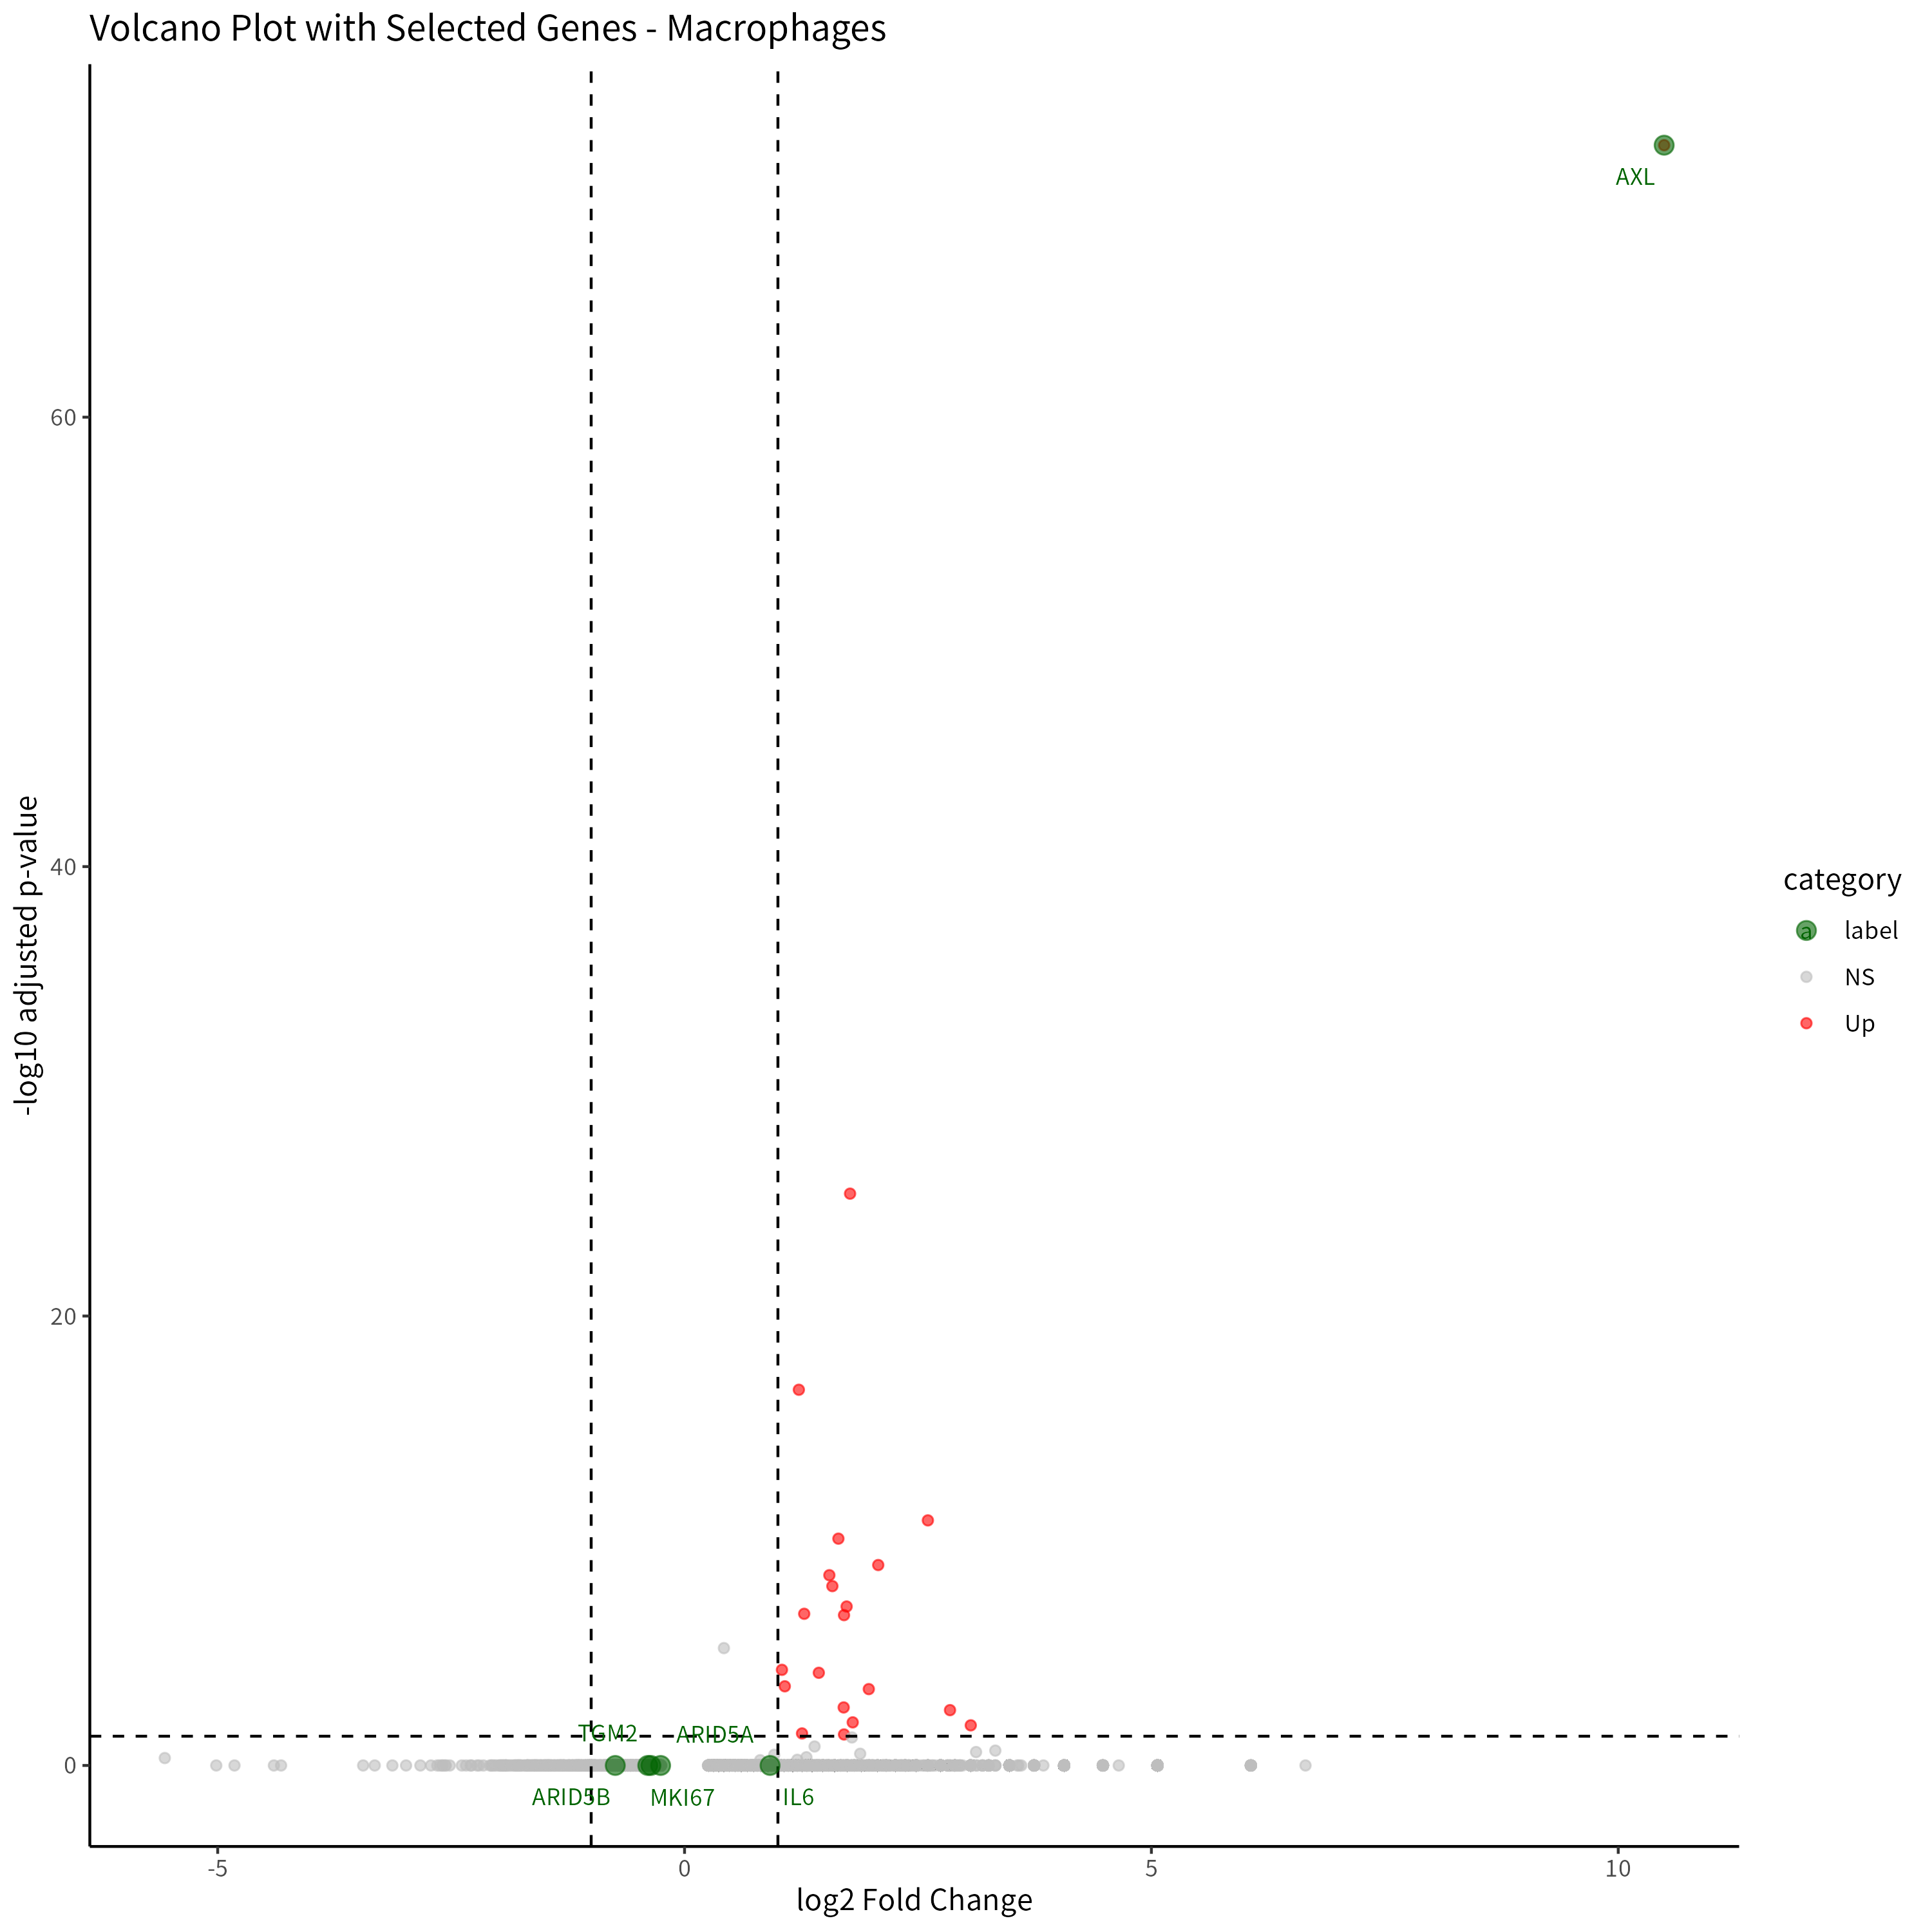 Volcano Plot with Selected Genes - Macrophages
AXL
60
40
20
0
-log10 adjusted p-value
category
a label
NS
Up
TGM2
ARID5A
ARID5B
MKI67
IL6
-5
0
5
10
log2 Fold Change